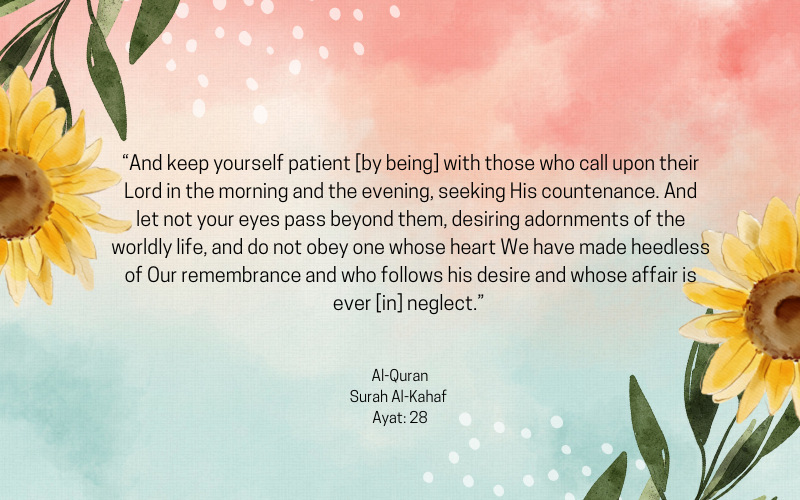 “And keep yourself patient [by being] with those who call upon their
Lord in the morning and the evening, seeking His countenance. And
let not your eyes pass beyond them, desiring adornments of the
worldly life, and do not obey one whose heart We have made heedless
of Our remembrance and who follows his desire and whose affair is
ever [in] neglect.”
Al-Quran
Surah Al-Kahaf
Ayat: 28